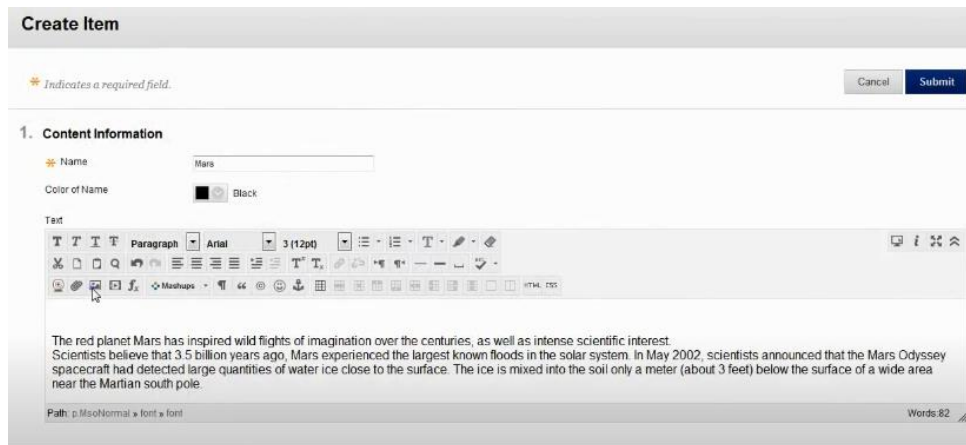 Create Item
* Indicates a required field.
Cancel Submit
1. Content Information
* Name Mars
Color of Name Black
Text
T T T T Paragraph Arial 3 (12pt)
Mashups HTML CSS
The red planet Mars has inspired wild flights of imagination over the centuries, as well as intense scientific interest.
Scientists believe that 3.5 billion years ago, Mars experienced the largest known floods in the solar system. In May 2002, scientists announced that the Mars Odyssey
spacecraft had detected large quantities of water ice close to the surface. The ice is mixed into the soil only a meter (about 3 feet) below the surface of a wide area
near the Martian south pole.
Path: p.MsoNormal » font » font Words:82